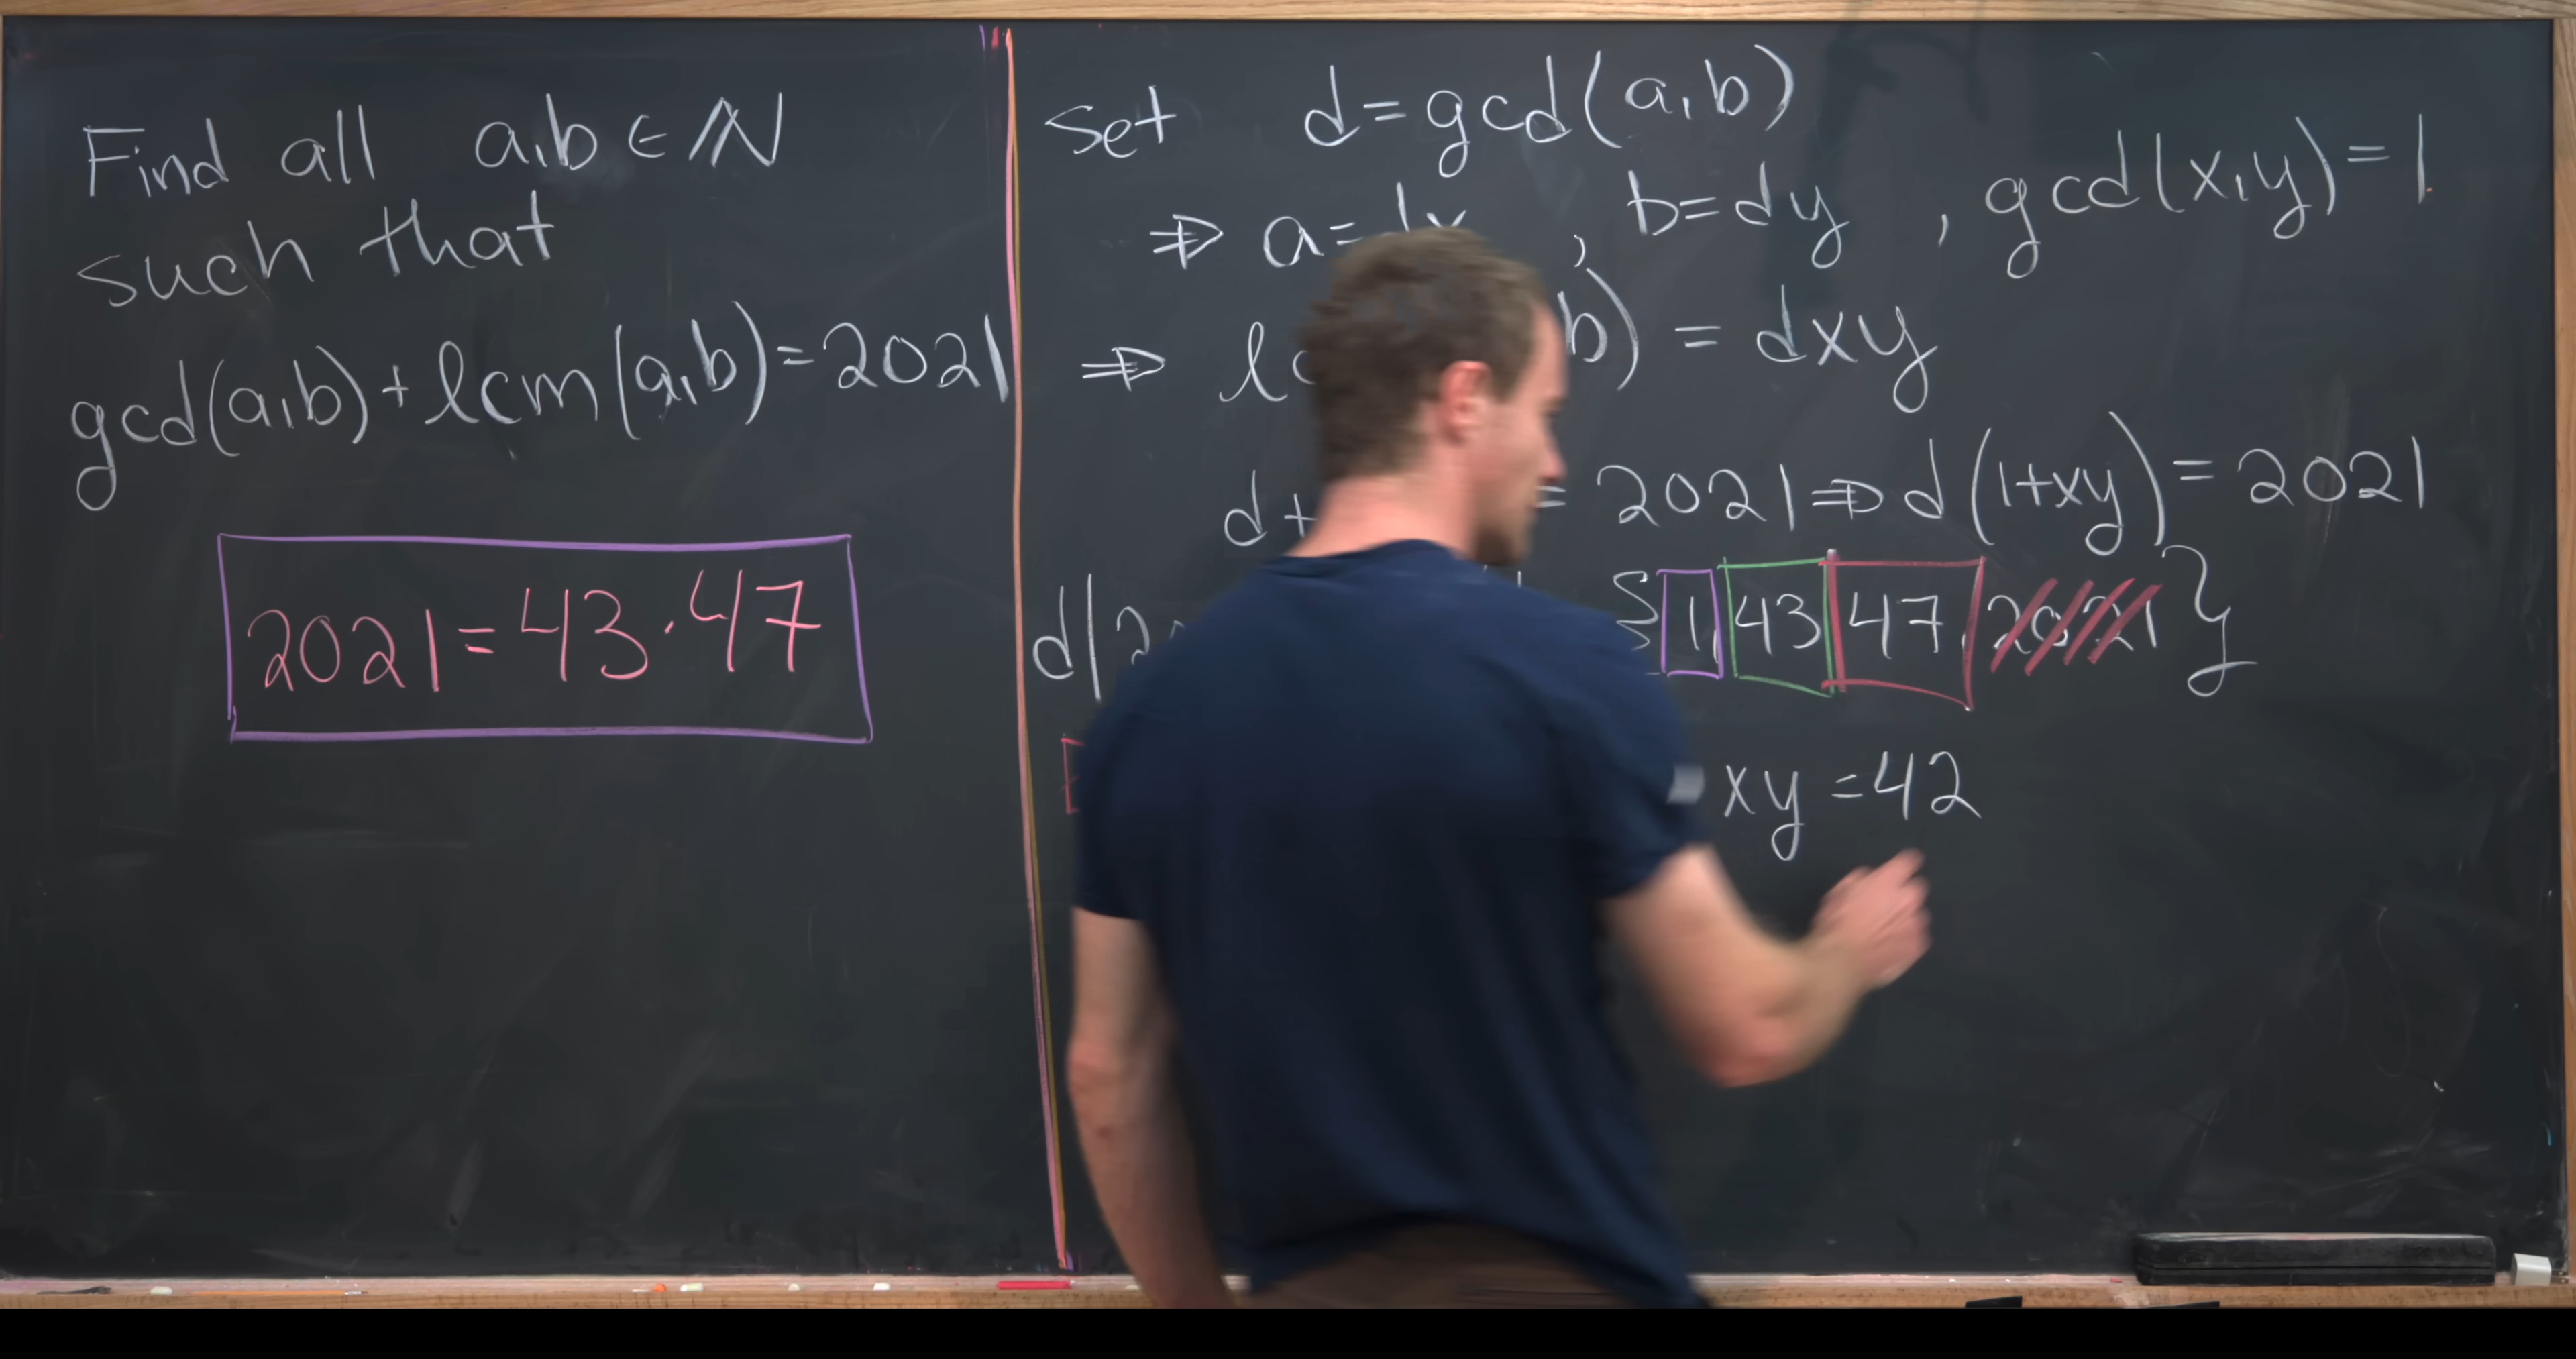 Find all a,b ∈ ℕ
such that
gcd(a,b) + lcm(a,b) = 2021
2021 = 43·47
Set d = gcd(a,b)
⇒ a= , b=dy , gcd(x,y)=1
⇒ l b) = dxy
d+ = 2021 ⇒ d(1+xy) = 2021
d| {1, 43 47, 2021}
xy =42